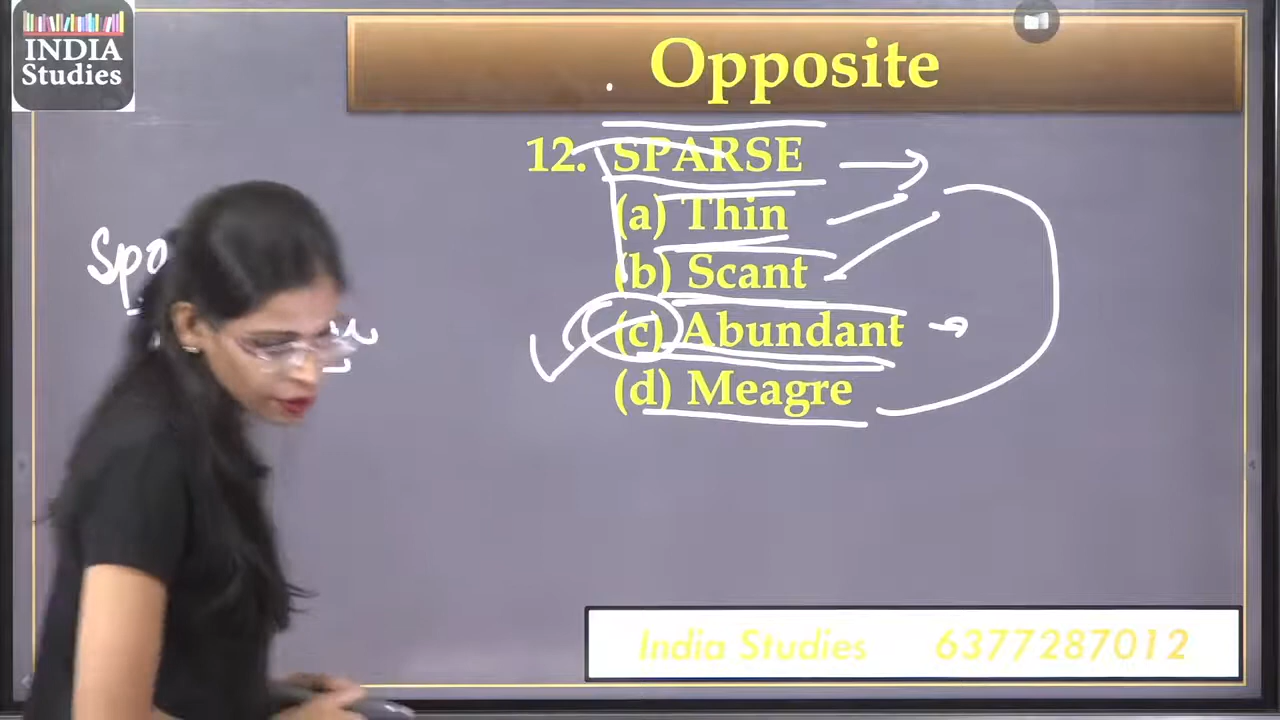 INDIA
Studies
Opposite
12. SPARSE
(a) Thin
(b) Scant
(c) Abundant
(d) Meagre
India Studies 6377287012